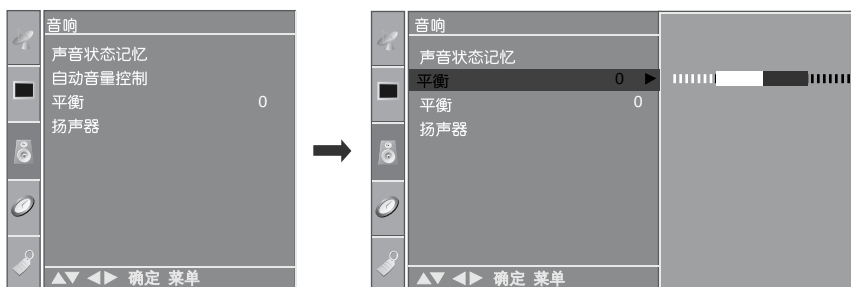 音响
声音状态记忆
自动音量控制
平衡 0
扬声器
▲▼ ◀▶ 确定 菜单
音响
声音状态记忆
平衡 0 ▶
平衡 0
扬声器
▲▼ ◀▶ 确定 菜单